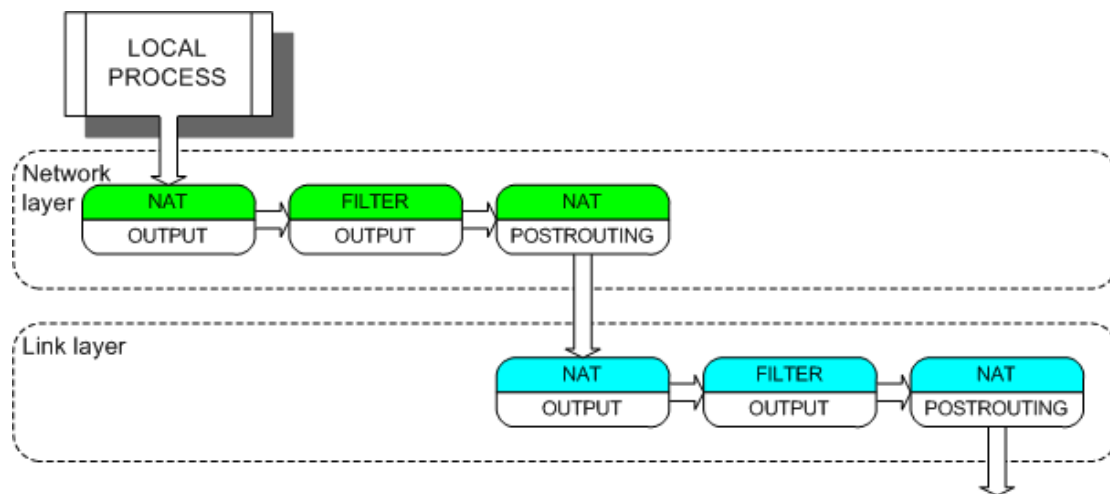 LOCAL
PROCESS
Network
layer
NAT
FILTER
NAT
OUTPUT
OUTPUT
POSTROUTING
Link layer
NAT
FILTER
NAT
OUTPUT
OUTPUT
POSTROUTING